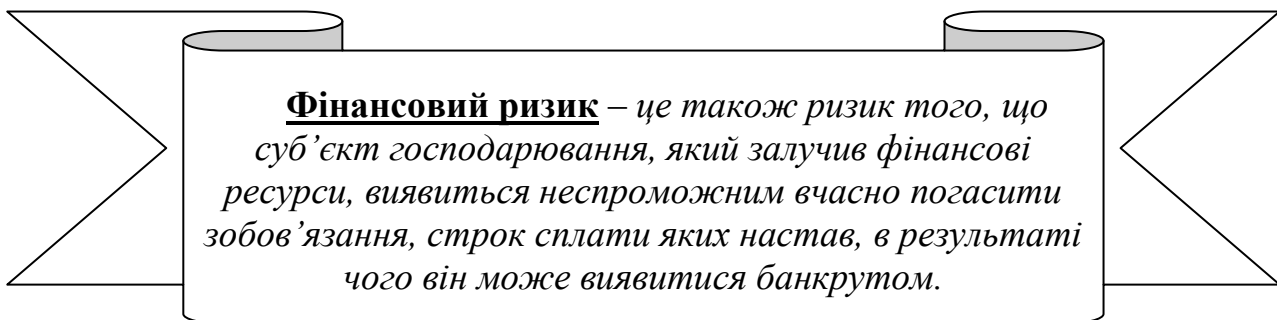 Фінансовий ризик – це також ризик того, що
суб’єкт господарювання, який залучив фінансові
ресурси, виявиться неспроможним вчасно погасити
зобов’язання, строк сплати яких настав, в результаті
чого він може виявитися банкрутом.